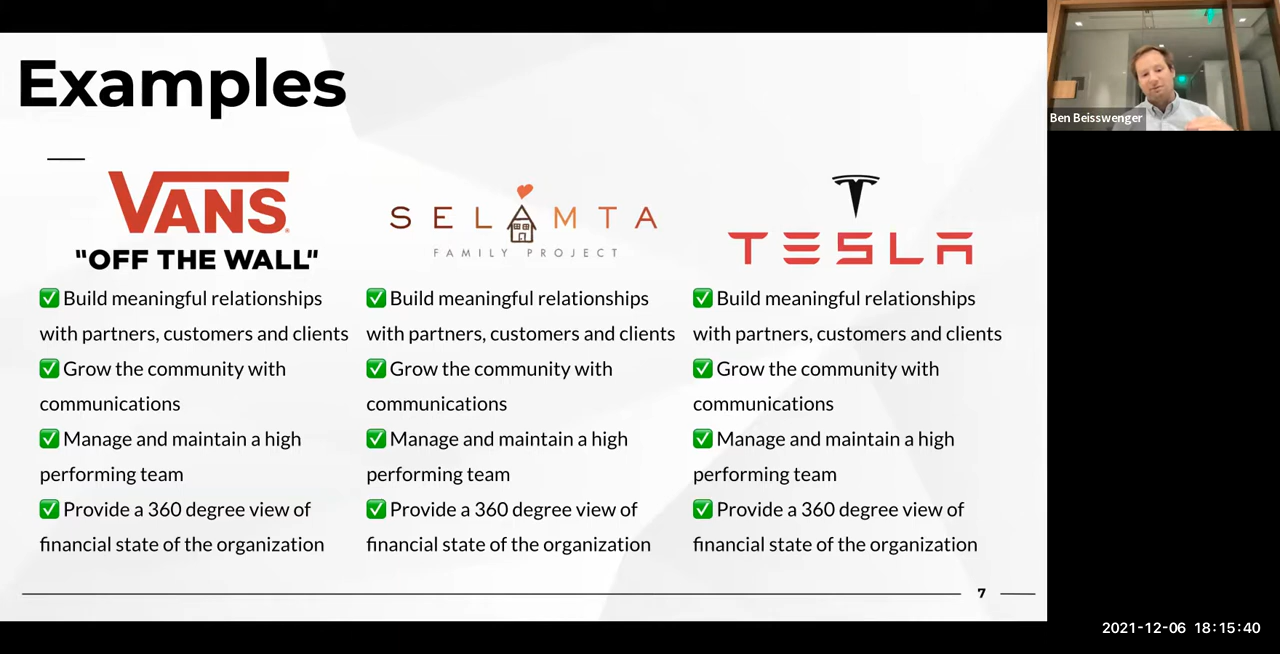 Examples
VANS
"OFF THE WALL"
✅ Build meaningful relationships
with partners, customers and clients
✅ Grow the community with
communications
✅ Manage and maintain a high
performing team
✅ Provide a 360 degree view of
financial state of the organization
SELAMTA
FAMILY PROJECT
✅ Build meaningful relationships
with partners, customers and clients
✅ Grow the community with
communications
✅ Manage and maintain a high
performing team
✅ Provide a 360 degree view of
financial state of the organization
TESLA
✅ Build meaningful relationships
with partners, customers and clients
✅ Grow the community with
communications
✅ Manage and maintain a high
performing team
✅ Provide a 360 degree view of
financial state of the organization
7
Ben Beisswenger
2021-12-06 18:15:40